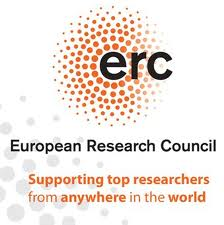 erc
European Research Council
Supporting top researchers
from anywhere in the world